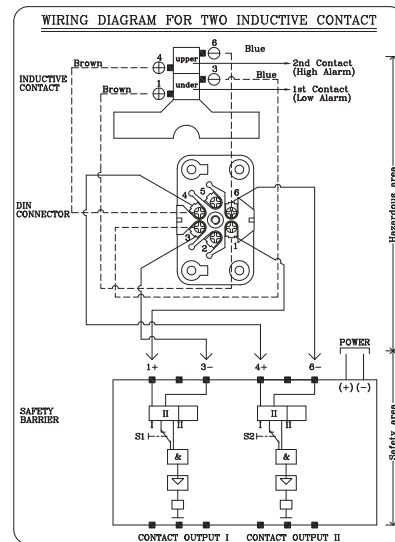 WIRING DIAGRAM FOR TWO INDUCTIVE CONTACT
6
Blue
Brown
4
upper
2nd Contact
(High Alarm)
INDUCTIVE
CONTACT
3
Blue
Brown
1
under
1st Contact
(Low Alarm)
Hazardous area
DIN
CONNECTOR
5
4
6
3
2
1
POWER
1+
3-
4+
6-
(+)
(-)
SAFETY
BARRIER
II
II
I
II
I
II
S1
S2
&
&
Safety area
CONTACT OUTPUT I
CONTACT OUTPUT II